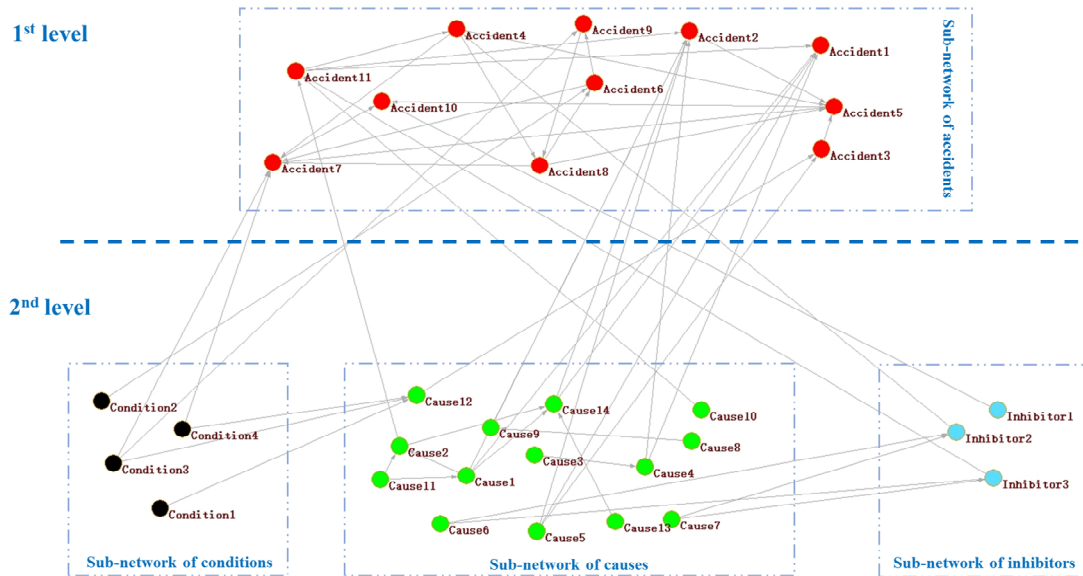 1st level
Accident9
Accident4
Accident2
Accident1
Accident11
Accident6
Accident10
Accident5
Accident3
Accident7
Accident8
Sub-network of accidents
2nd level
Condition2
Condition4
Condition3
Condition1
Sub-network of conditions
Cause12
Cause14
Cause10
Cause9
Cause8
Cause2
Cause3
Cause4
Cause11
Cause1
Cause6
Cause5
Cause13
Cause7
Sub-network of causes
Inhibitor1
Inhibitor2
Inhibitor3
Sub-network of inhibitors